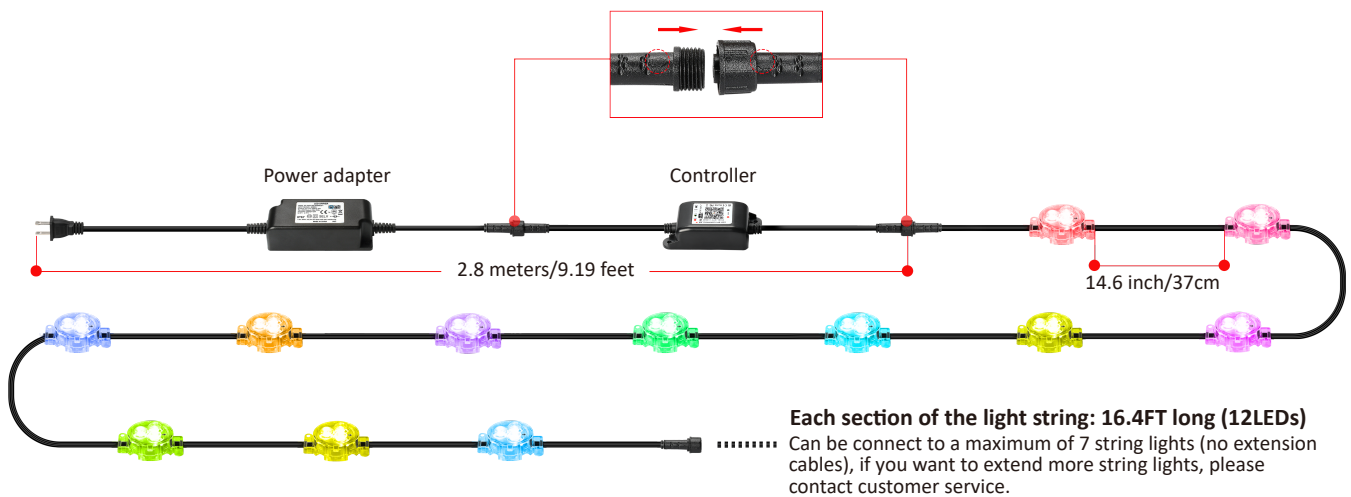 Power adapter
Controller
2.8 meters/9.19 feet
14.6 inch/37cm
Each section of the light string: 16.4FT long (12LEDs)
Can be connect to a maximum of 7 string lights (no extension
cables), if you want to extend more string lights, please
contact customer service.